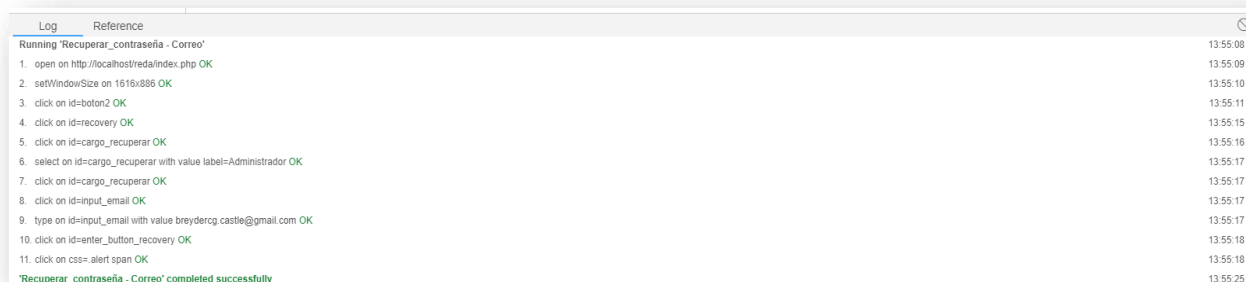 Log Reference
Running 'Recuperar_contraseña - Correo' 13:55:08
1. open on http://localhost/reda/index.php OK 13:55:09
2. setWindowSize on 1616x886 OK 13:55:10
3. click on id=boton2 OK 13:55:11
4. click on id=recovery OK 13:55:15
5. click on id=cargo_recuperar OK 13:55:16
6. select on id=cargo_recuperar with value label=Administrador OK 13:55:17
7. click on id=cargo_recuperar OK 13:55:17
8. click on id=input_email OK 13:55:17
9. type on id=input_email with value breydercg.castle@gmail.com OK 13:55:17
10. click on id=enter_button_recovery OK 13:55:18
11. click on css=.alert span OK 13:55:18
'Recuperar_contraseña - Correo' completed successfully 13:55:25